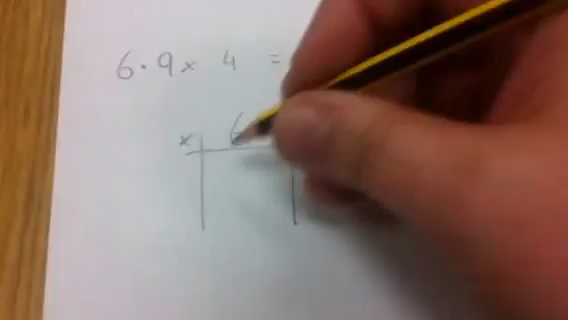 6.9 x 4 =
x 6